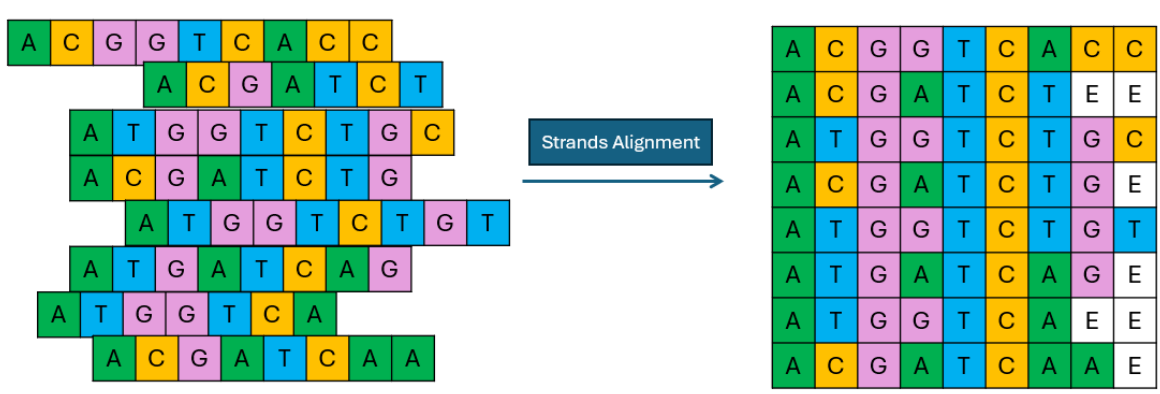 A C G G T C A C C
A C G A T C T
A T G G T C T G C
A C G A T C T G
A T G G T C T G T
A T G A T C A G
A T G G T C A
A C G A T C A A
Strands Alignment
A C G G T C A C C
A C G A T C T E E
A T G G T C T G C
A C G A T C T G E
A T G G T C T G T
A T G A T C A G E
A T G G T C A E E
A C G A T C A A E